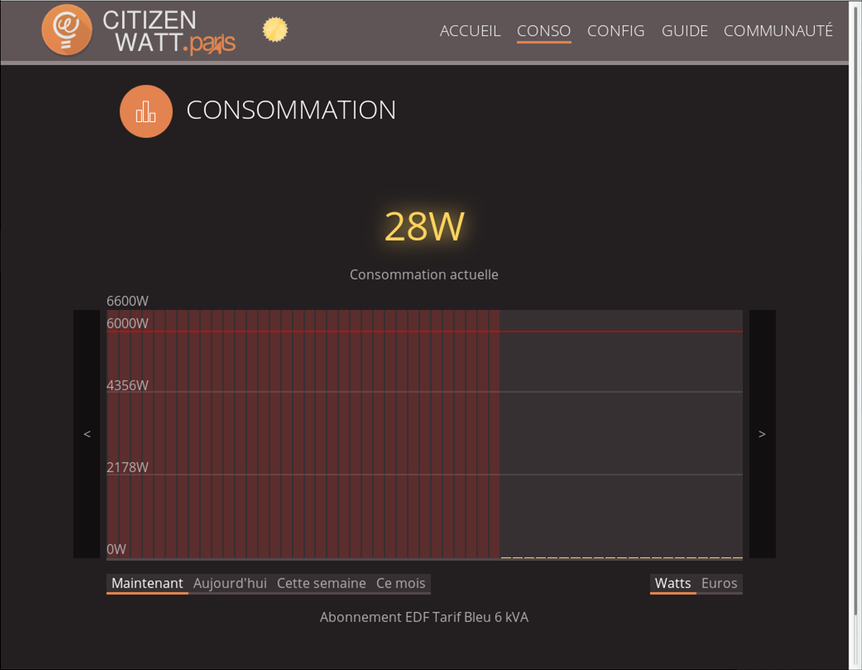 CITIZEN
WATT.paris
ACCUEIL CONSO CONFIG GUIDE COMMUNAUTÉ
CONSOMMATION
28W
Consommation actuelle
6600W
6000W
4356W
<
>
2178W
0W
Maintenant Aujourd'hui Cette semaine Ce mois Watts Euros
Abonnement EDF Tarif Bleu 6 kVA